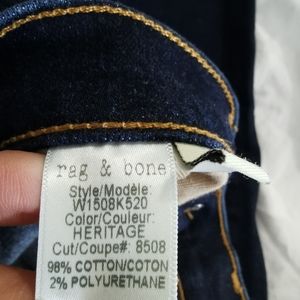 rag & bone
Style/Modèle:
W1508K520
Color/Couleur:
HERITAGE
Cut/Coupe#: 8508
98% COTTON/COTON
2% POLYURETHANE